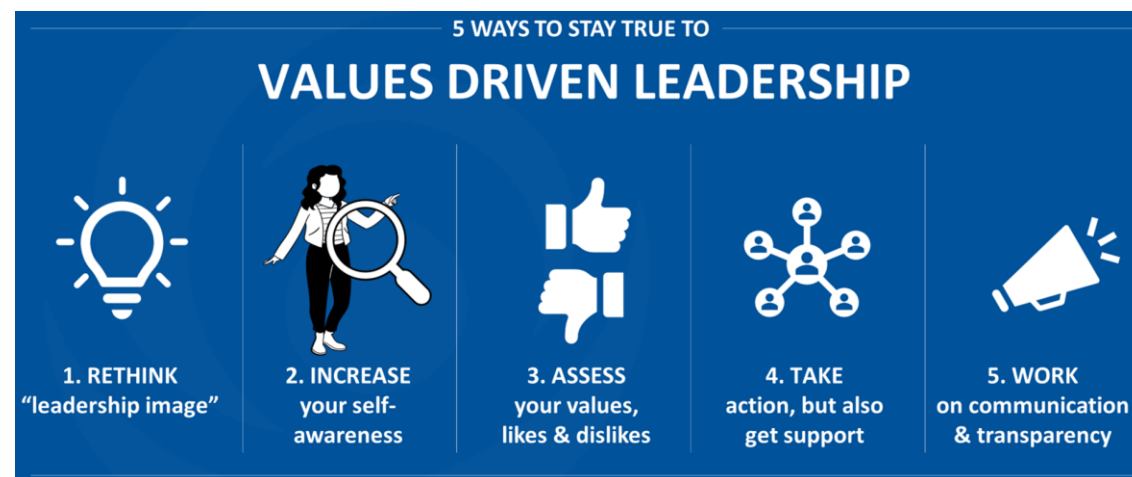 5 WAYS TO STAY TRUE TO
VALUES DRIVEN LEADERSHIP
1. RETHINK
“leadership image”
2. INCREASE
your self-
awareness
3. ASSESS
your values,
likes & dislikes
4. TAKE
action, but also
get support
5. WORK
on communication
& transparency